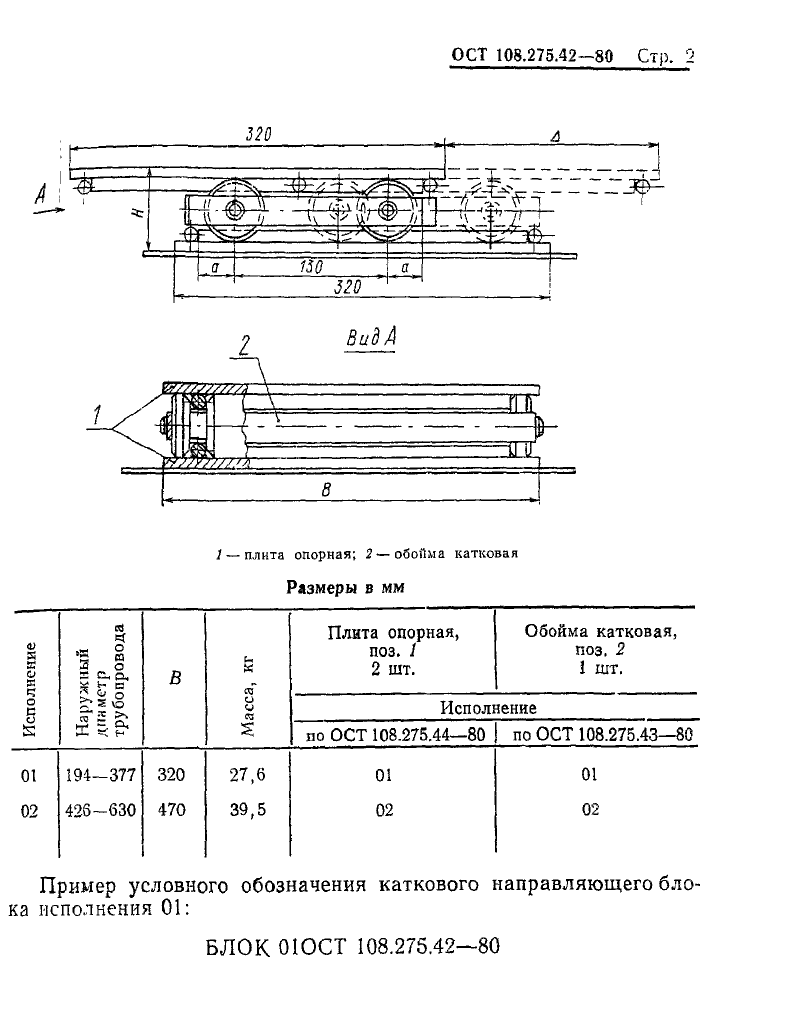 ОСТ 108.275.42—80 Стр. 2
320
Δ
А
Н
а
130
а
320
Вид А
2
1
В
1 — плита опорная; 2 — обойма катковая
Размеры в мм
Исполнение
Наружный диаметр трубопровода
В
Масса, кг
Плита опорная,
поз. 1
2 шт.
Обойма катковая,
поз. 2
1 шт.
Исполнение
по ОСТ 108.275.44—80
по ОСТ 108.275.43—80
01 194—377 320 27,6 01 01
02 426—630 470 39,5 02 02
Пример условного обозначения каткового направляющего бло-
ка исполнения 01:
БЛОК 01ОСТ 108.275.42—80